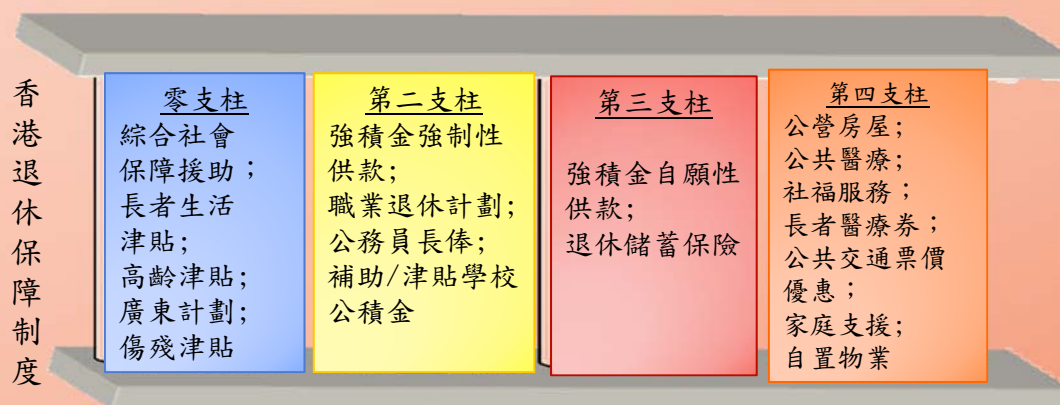 香港退休保障制度
零支柱
綜合社會
保障援助；
長者生活
津貼；
高齡津貼；
廣東計劃；
傷殘津貼
第二支柱
強積金強制性
供款；
職業退休計劃；
公務員長俸；
補助/津貼學校
公積金
第三支柱
強積金自願性
供款；
退休儲蓄保險
第四支柱
公營房屋；
公共醫療；
社福服務；
長者醫療券；
公共交通票價
優惠；
家庭支援；
自置物業